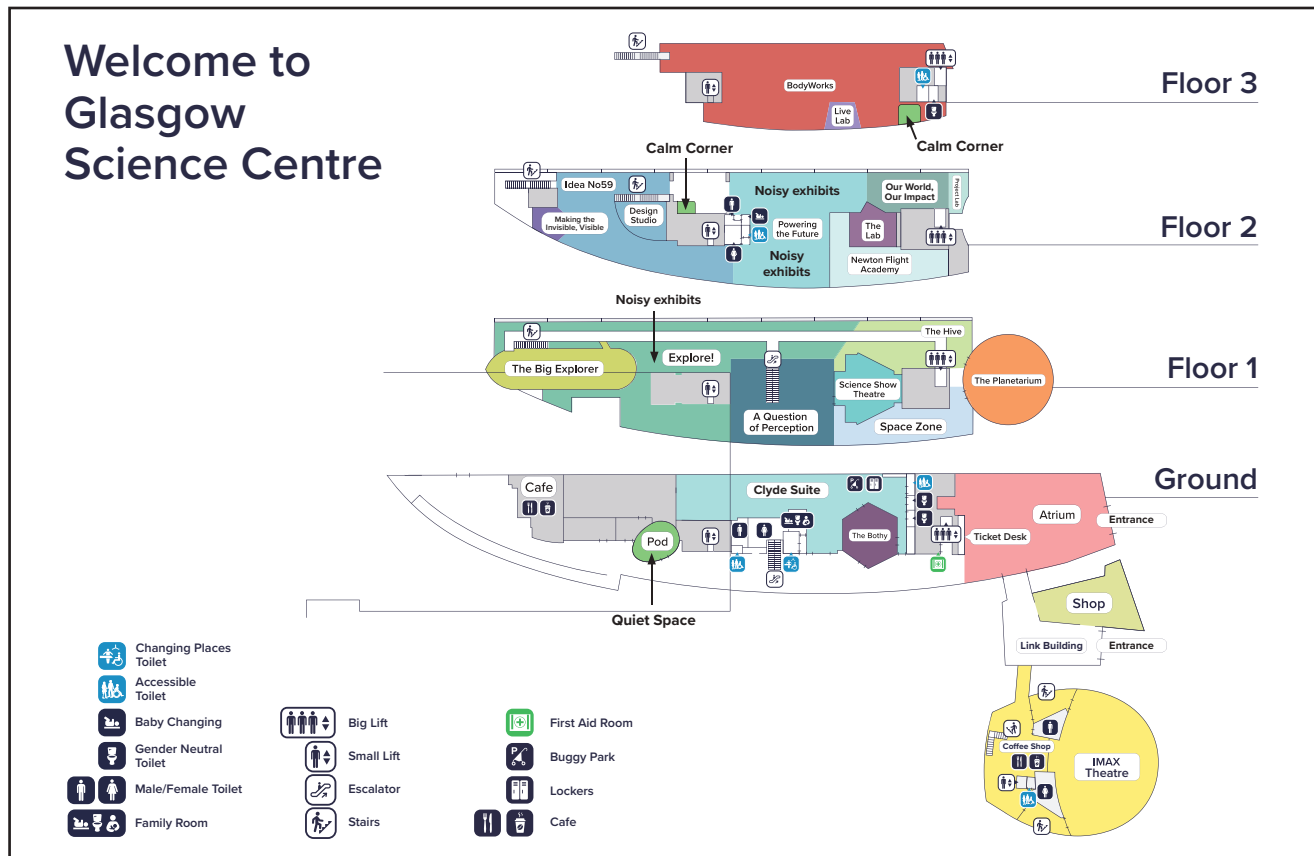 Welcome to
Glasgow
Science Centre
Floor 3
BodyWorks
Live
Lab
Calm Corner
Calm Corner
Floor 2
Idea No59
Noisy exhibits
Our World,
Our Impact
Project Lab
Making the
Invisible, Visible
Design
Studio
Powering
the Future
The
Lab
Noisy
exhibits
Newton Flight
Academy
Noisy exhibits
Floor 1
The Hive
Explore!
The Big Explorer
Science Show
Theatre
The Planetarium
A Question
of Perception
Space Zone
Ground
Cafe
Clyde Suite
P
Atrium
Entrance
Pod
The Bothy
Ticket Desk
Quiet Space
Shop
Link Building
Entrance
Coffee Shop
IMAX
Theatre
Changing Places
Toilet
Accessible
Toilet
Baby Changing
Gender Neutral
Toilet
Male/Female Toilet
Family Room
Big Lift
Small Lift
Escalator
Stairs
First Aid Room
P
Buggy Park
Lockers
Cafe